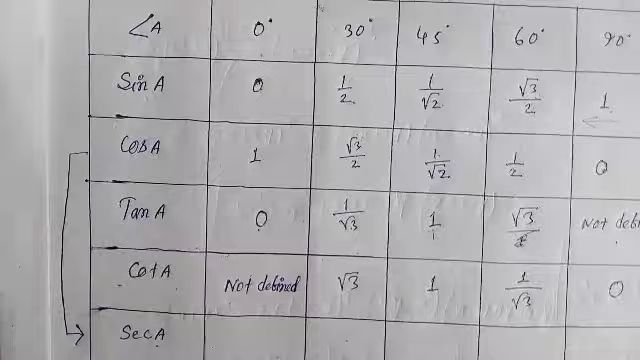 ∠A 0° 30° 45° 60° 90°
Sin A 0 1/2 1/√2 √3/2 1
Cos A 1 √3/2 1/√2 1/2 0
Tan A 0 1/√3 1 √3 Not defi
Cot A Not defined √3 1 1/√3 0
Sec A